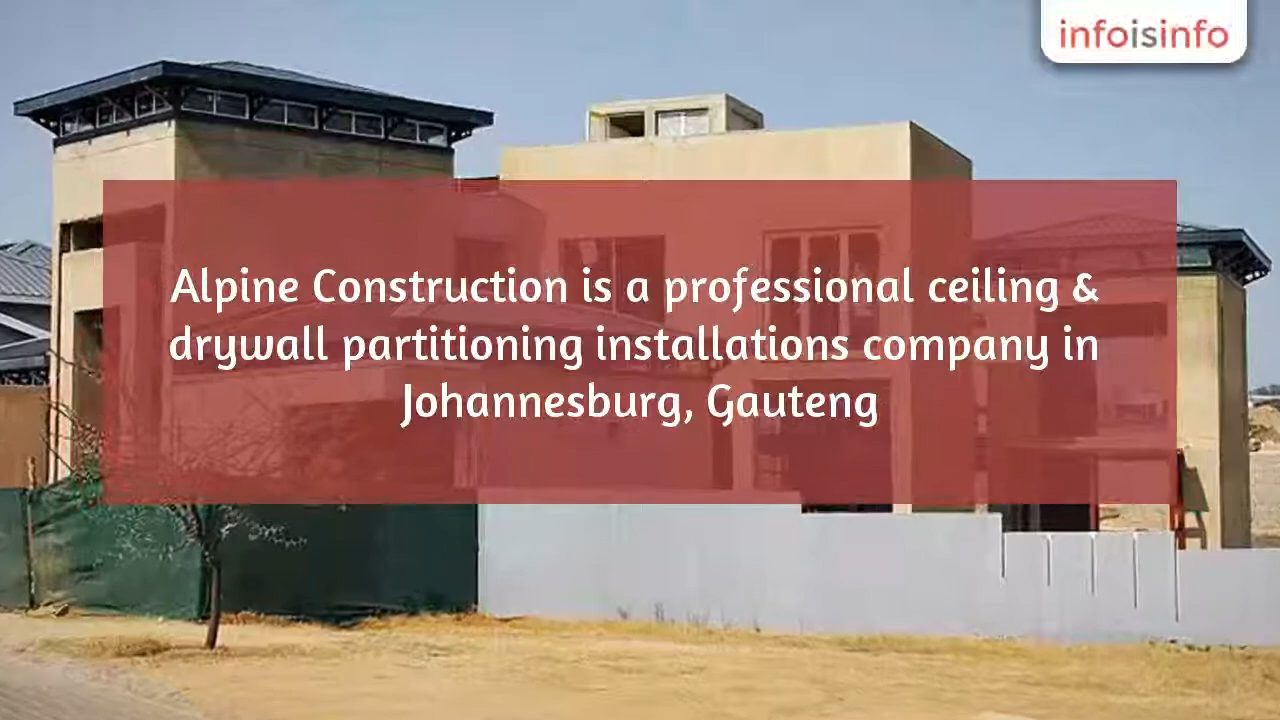 infoisinfo
Alpine Construction is a professional ceiling &
drywall partitioning installations company in
Johannesburg, Gauteng